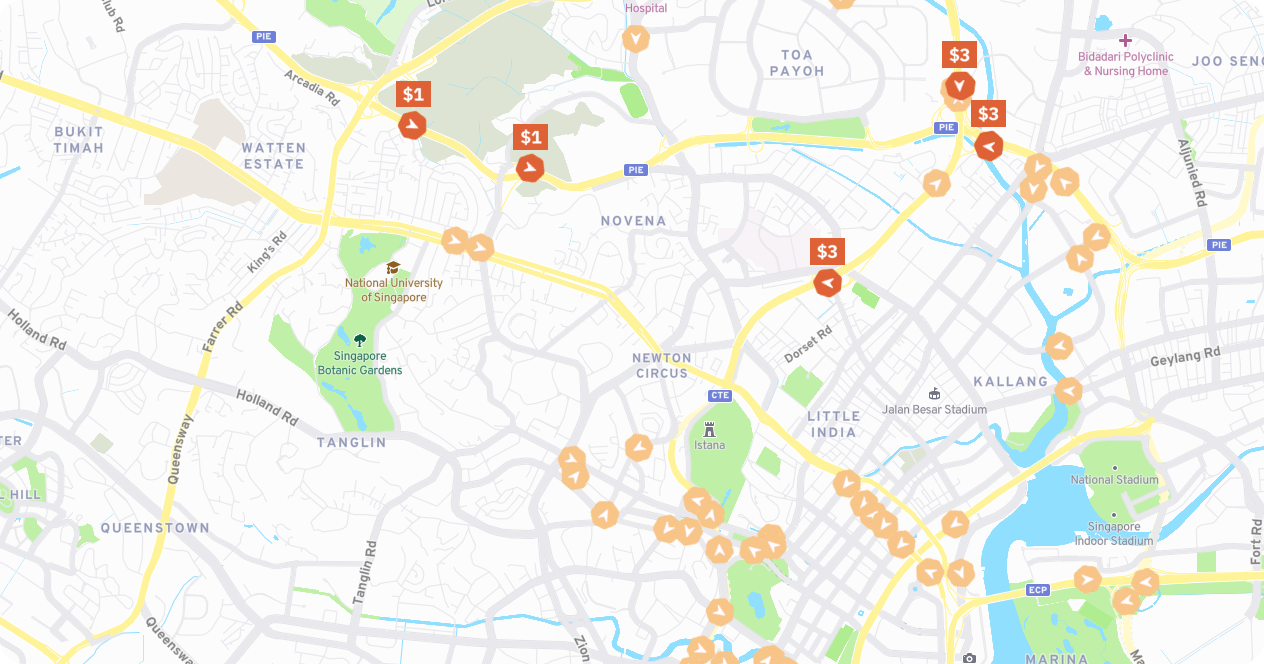 Hospital
PIE
Arcadia Rd
TOA
PAYOH
$3
Bidadari Polyclinic
& Nursing Home
$1
$3
PIE
BUKIT
TIMAH
WATTEN
ESTATE
$1
PIE
Aljunied Rd
NOVENA
King's Rd
$3
PIE
National University
of Singapore
Farrer Rd
Holland Rd
Singapore
Botanic Gardens
Dorset Rd
NEWTON
CIRCUS
Geylang Rd
KALLANG
CTE
Holland Rd
Jalan Besar Stadium
LITTLE
INDIA
TANGLIN
Istana
Queensway
National Stadium
L HILL
QUEENSTOWN
Singapore
Indoor Stadium
Fort Rd
Tanglin Rd
ECP
Queensway
Zion
MARINA